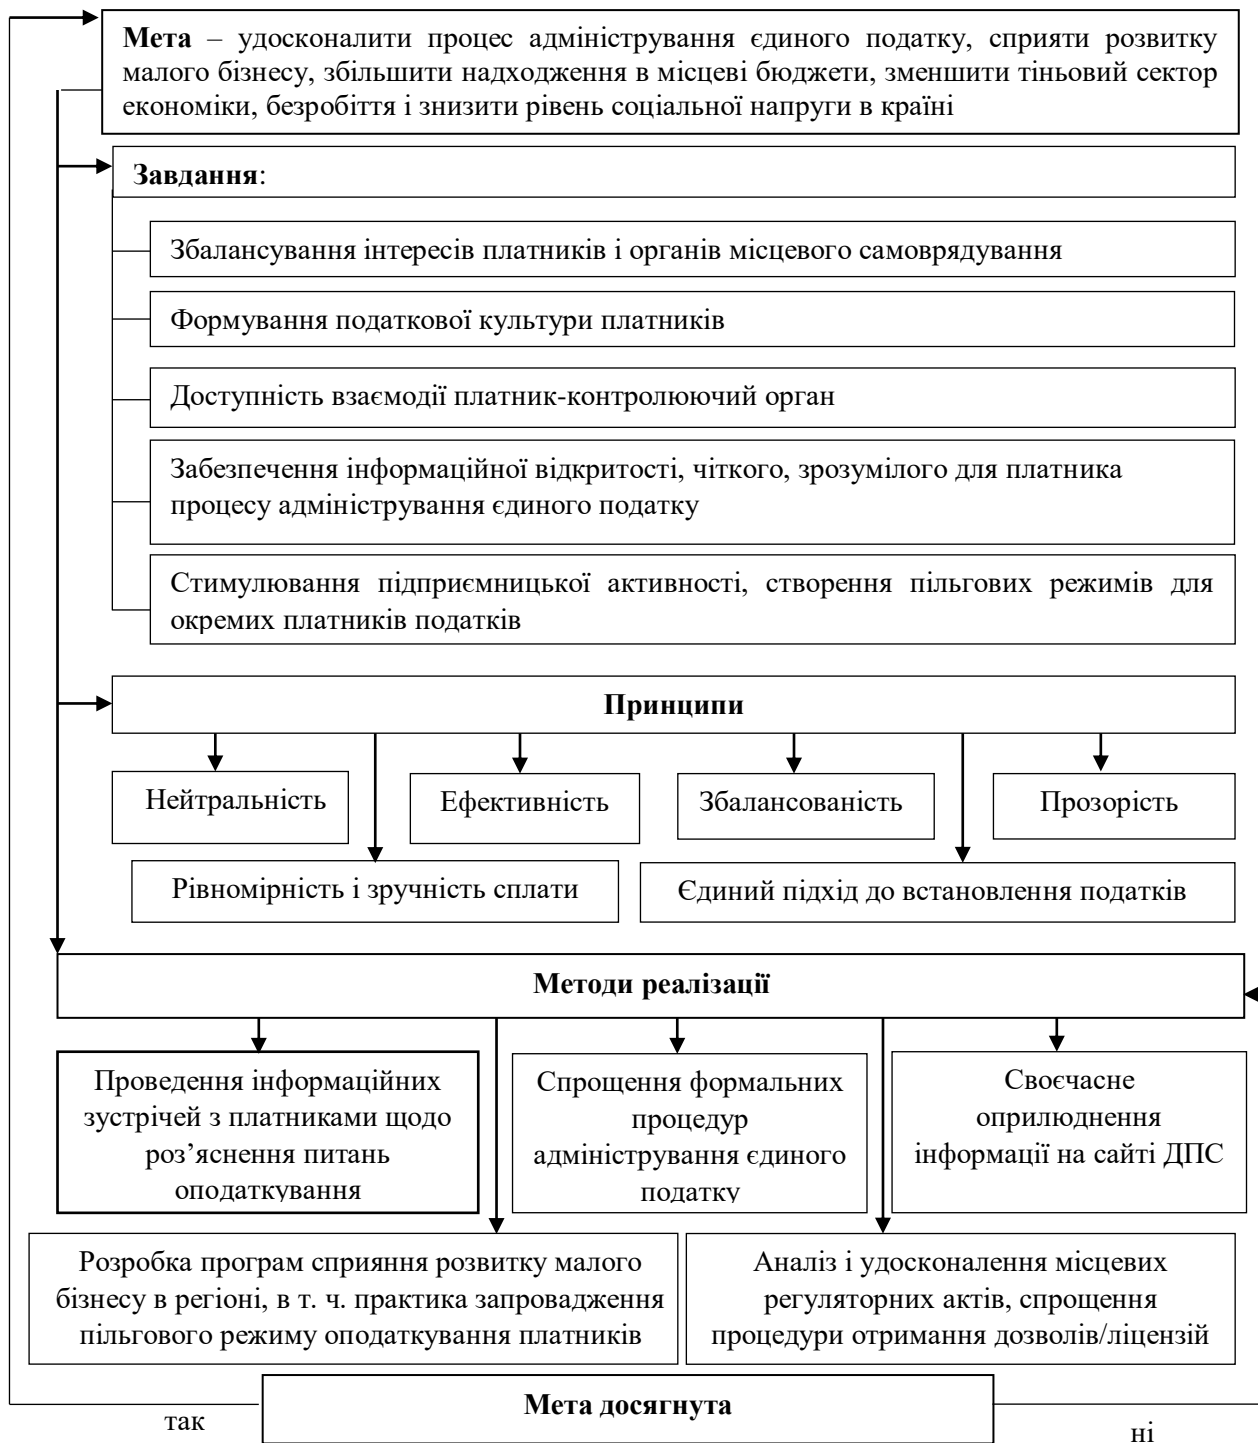 Мета – удосконалити процес адміністрування єдиного податку, сприяти розвитку
малого бізнесу, збільшити надходження в місцеві бюджети, зменшити тіньовий сектор
економіки, безробіття і знизити рівень соціальної напруги в країні
Завдання:
Збалансування інтересів платників і органів місцевого самоврядування
Формування податкової культури платників
Доступність взаємодії платник-контролюючий орган
Забезпечення інформаційної відкритості, чіткого, зрозумілого для платника
процесу адміністрування єдиного податку
Стимулювання підприємницької активності, створення пільгових режимів для
окремих платників податків
Принципи
Нейтральність
Ефективність
Збалансованість
Прозорість
Рівномірність і зручність сплати
Єдиний підхід до встановлення податків
Методи реалізації
Проведення інформаційних
зустрічей з платниками щодо
роз’яснення питань
оподаткування
Спрощення формальних
процедур
адміністрування єдиного
податку
Своєчасне
оприлюднення
інформації на сайті ДПС
Розробка програм сприяння розвитку малого
бізнесу в регіоні, в т. ч. практика запровадження
пільгового режиму оподаткування платників
Аналіз і удосконалення місцевих
регуляторних актів, спрощення
процедури отримання дозволів/ліцензій
Мета досягнута
так
ні